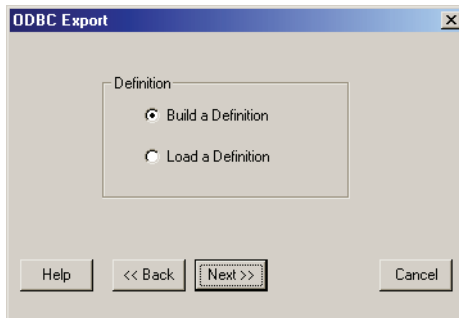 ODBC Export
Definition
Build a Definition
Load a Definition
Help << Back Next >> Cancel